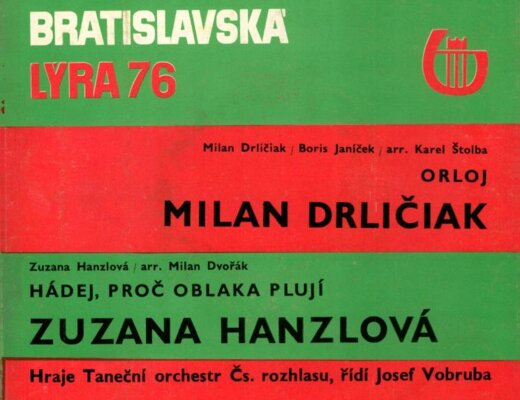 BRATISLAVSKÁ
LYRA 76
Milan Drličiak / Boris Janíček / arr. Karel Štolba
ORLOJ
MILAN DRLIČIAK
Zuzana Hanzlová / arr. Milan Dvořák
HÁDEJ, PROČ OBLAKA PLUJÍ
ZUZANA HANZLOVÁ
Hraje Taneční orchestr Čs. rozhlasu, řídí Josef Vobruba